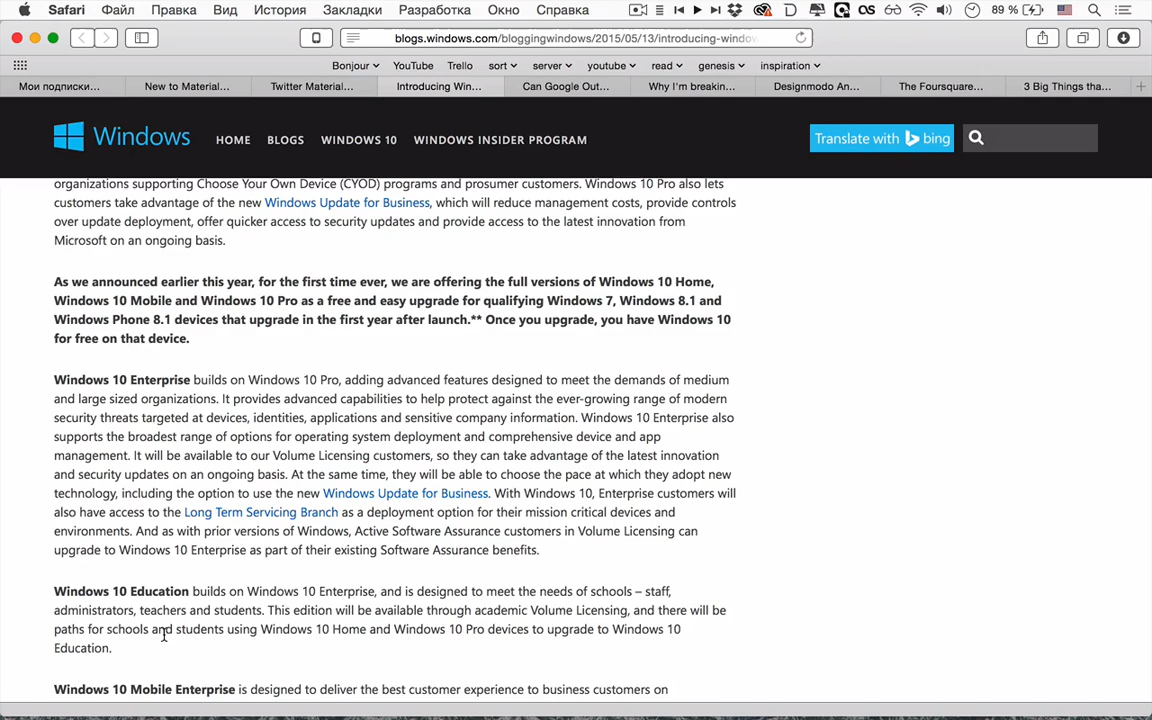 Safari Файл Правка Вид История Закладки Разработка Окно Справка 89 %
blogs.windows.com/bloggingwindows/2015/05/13/introducing-windov
Bonjour YouTube Trello sort server youtube read genesis inspiration
Мои подписки... New to Material... Twitter Material... Introducing Win... Can Google Out... Why I'm breakin... Designmodo An... The Foursquare... 3 Big Things tha...
Windows HOME BLOGS WINDOWS 10 WINDOWS INSIDER PROGRAM Translate with bing
organizations supporting Choose Your Own Device (CYOD) programs and prosumer customers. Windows 10 Pro also lets
customers take advantage of the new Windows Update for Business, which will reduce management costs, provide controls
over update deployment, offer quicker access to security updates and provide access to the latest innovation from
Microsoft on an ongoing basis.
As we announced earlier this year, for the first time ever, we are offering the full versions of Windows 10 Home,
Windows 10 Mobile and Windows 10 Pro as a free and easy upgrade for qualifying Windows 7, Windows 8.1 and
Windows Phone 8.1 devices that upgrade in the first year after launch.** Once you upgrade, you have Windows 10
for free on that device.
Windows 10 Enterprise builds on Windows 10 Pro, adding advanced features designed to meet the demands of medium
and large sized organizations. It provides advanced capabilities to help protect against the ever-growing range of modern
security threats targeted at devices, identities, applications and sensitive company information. Windows 10 Enterprise also
supports the broadest range of options for operating system deployment and comprehensive device and app
management. It will be available to our Volume Licensing customers, so they can take advantage of the latest innovation
and security updates on an ongoing basis. At the same time, they will be able to choose the pace at which they adopt new
technology, including the option to use the new Windows Update for Business. With Windows 10, Enterprise customers will
also have access to the Long Term Servicing Branch as a deployment option for their mission critical devices and
environments. And as with prior versions of Windows, Active Software Assurance customers in Volume Licensing can
upgrade to Windows 10 Enterprise as part of their existing Software Assurance benefits.
Windows 10 Education builds on Windows 10 Enterprise, and is designed to meet the needs of schools – staff,
administrators, teachers and students. This edition will be available through academic Volume Licensing, and there will be
paths for schools and students using Windows 10 Home and Windows 10 Pro devices to upgrade to Windows 10
Education.
Windows 10 Mobile Enterprise is designed to deliver the best customer experience to business customers on